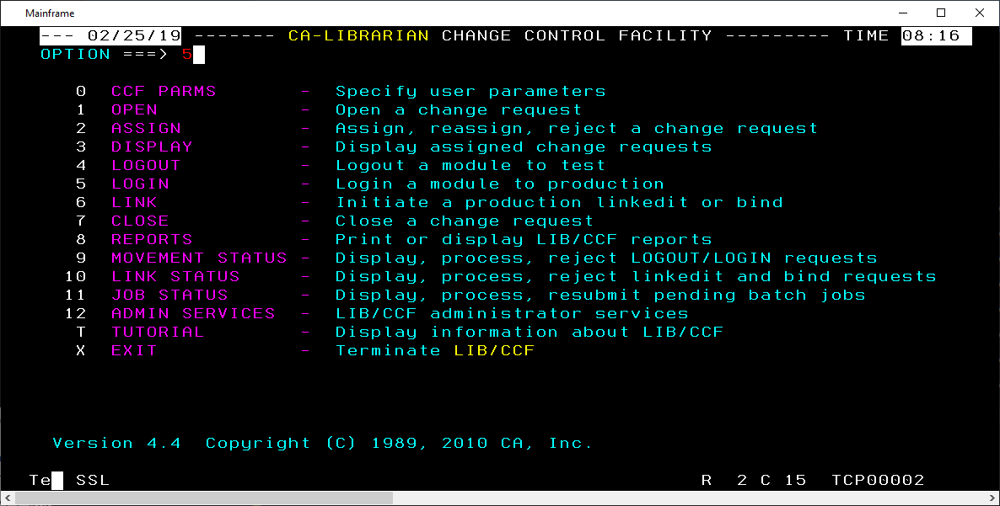 Mainframe
--- 02/25/19 ------- CA-LIBRARIAN CHANGE CONTROL FACILITY --------- TIME 08:16
OPTION ===> 5
0 CCF PARMS - Specify user parameters
1 OPEN - Open a change request
2 ASSIGN - Assign, reassign, reject a change request
3 DISPLAY - Display assigned change requests
4 LOGOUT - Logout a module to test
5 LOGIN - Login a module to production
6 LINK - Initiate a production linkedit or bind
7 CLOSE - Close a change request
8 REPORTS - Print or display LIB/CCF reports
9 MOVEMENT STATUS - Display, process, reject LOGOUT/LOGIN requests
10 LINK STATUS - Display, process, reject linkedit and bind requests
11 JOB STATUS - Display, process, resubmit pending batch jobs
12 ADMIN SERVICES - LIB/CCF administrator services
T TUTORIAL - Display information about LIB/CCF
X EXIT - Terminate LIB/CCF
Version 4.4 Copyright (C) 1989, 2010 CA, Inc.
Te SSL R 2 C 15 TCP00002